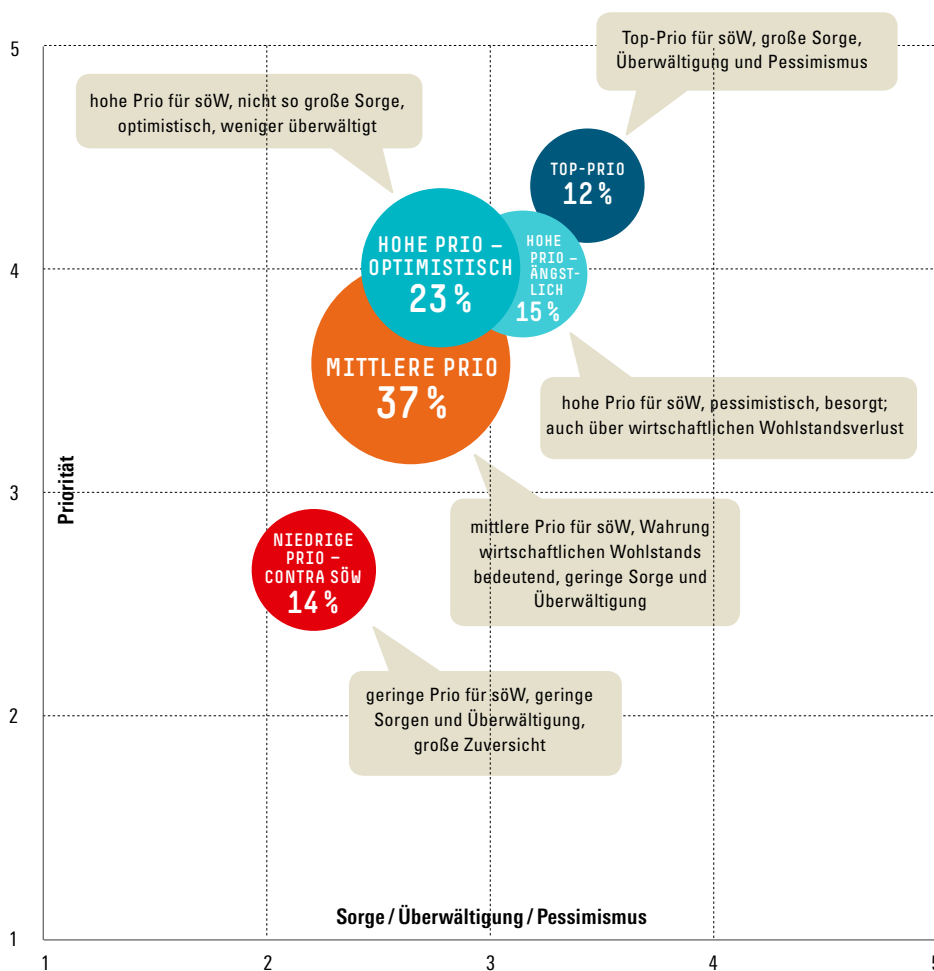 5
Top-Prio für söW, große Sorge,
Überwältigung und Pessimismus
hohe Prio für söW, nicht so große Sorge,
optimistisch, weniger überwältigt
TOP-PRIO
12 %
HOHE PRIO –
OPTIMISTISCH
23 %
HOHE
PRIO –
ÄNGST-
LICH
15 %
4
MITTLERE PRIO
37 %
hohe Prio für söW, pessimistisch, besorgt;
auch über wirtschaftlichen Wohlstandsverlust
Priorität
3
mittlere Prio für söW, Wahrung
wirtschaftlichen Wohlstands
bedeutend, geringe Sorge und
Überwältigung
NIEDRIGE
PRIO –
CONTRA SÖW
14 %
geringe Prio für söW, geringe
Sorgen und Überwältigung,
große Zuversicht
2
Sorge / Überwältigung / Pessimismus
1
1 2 3 4 5